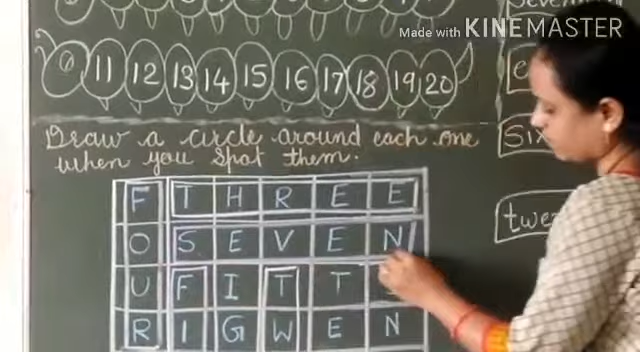 Made with KINEMASTER
11 12 13 14 15 16 17 18 19 20
Draw a circle around each one
when you spot them.
F T H R E E
O S E V E N
U F I T T
R I G W E N
SIX